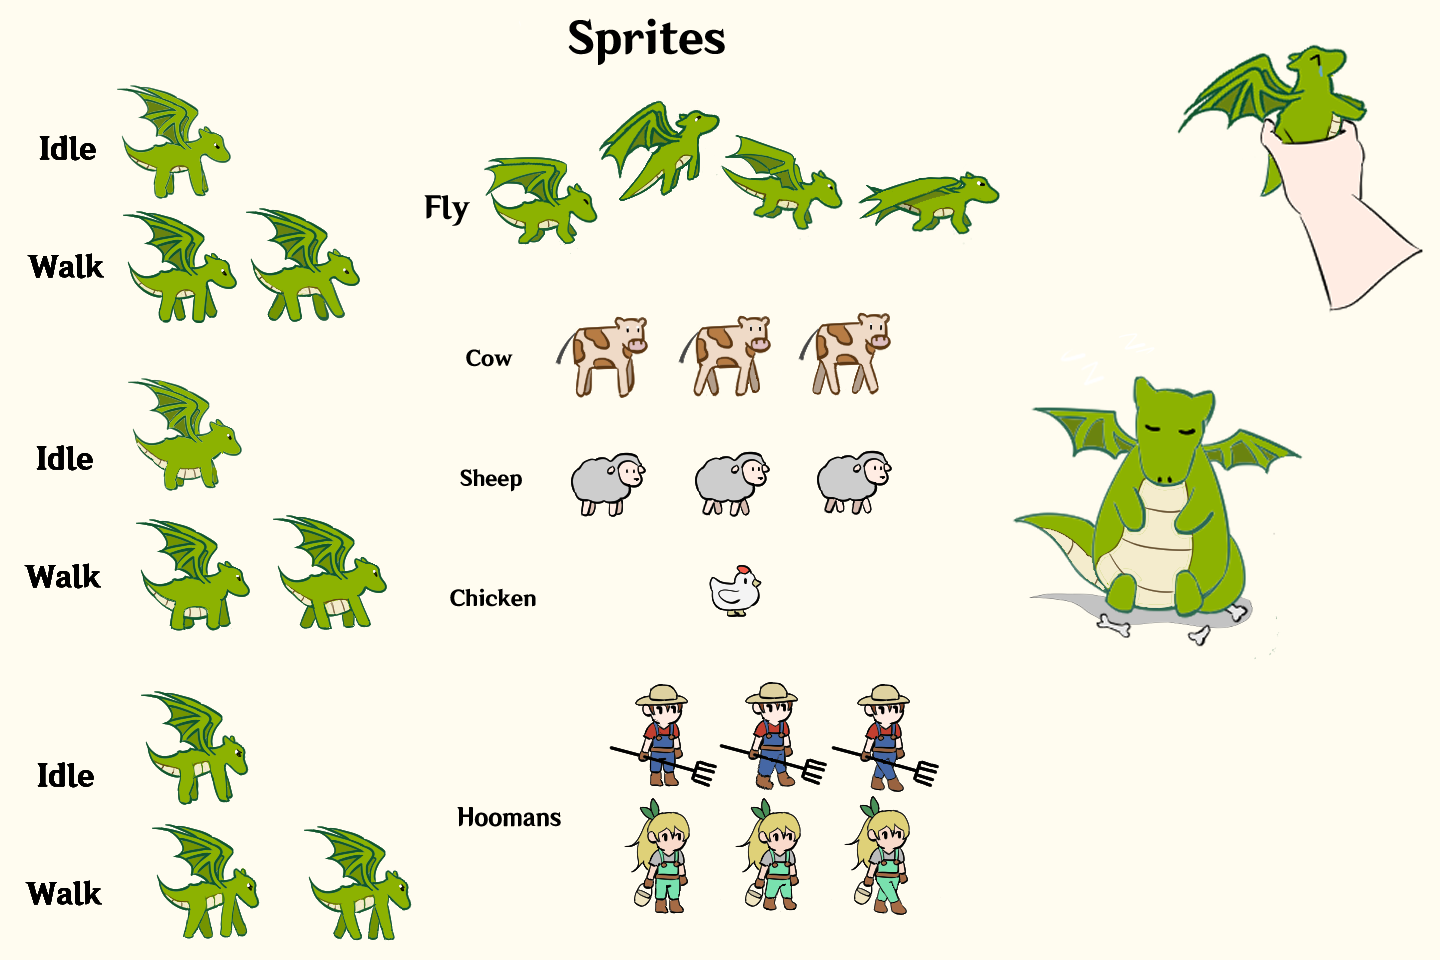 Sprites
Idle
Walk
Fly
Cow
Idle
Sheep
Walk
Chicken
Idle
Hoomans
Walk
z z
z